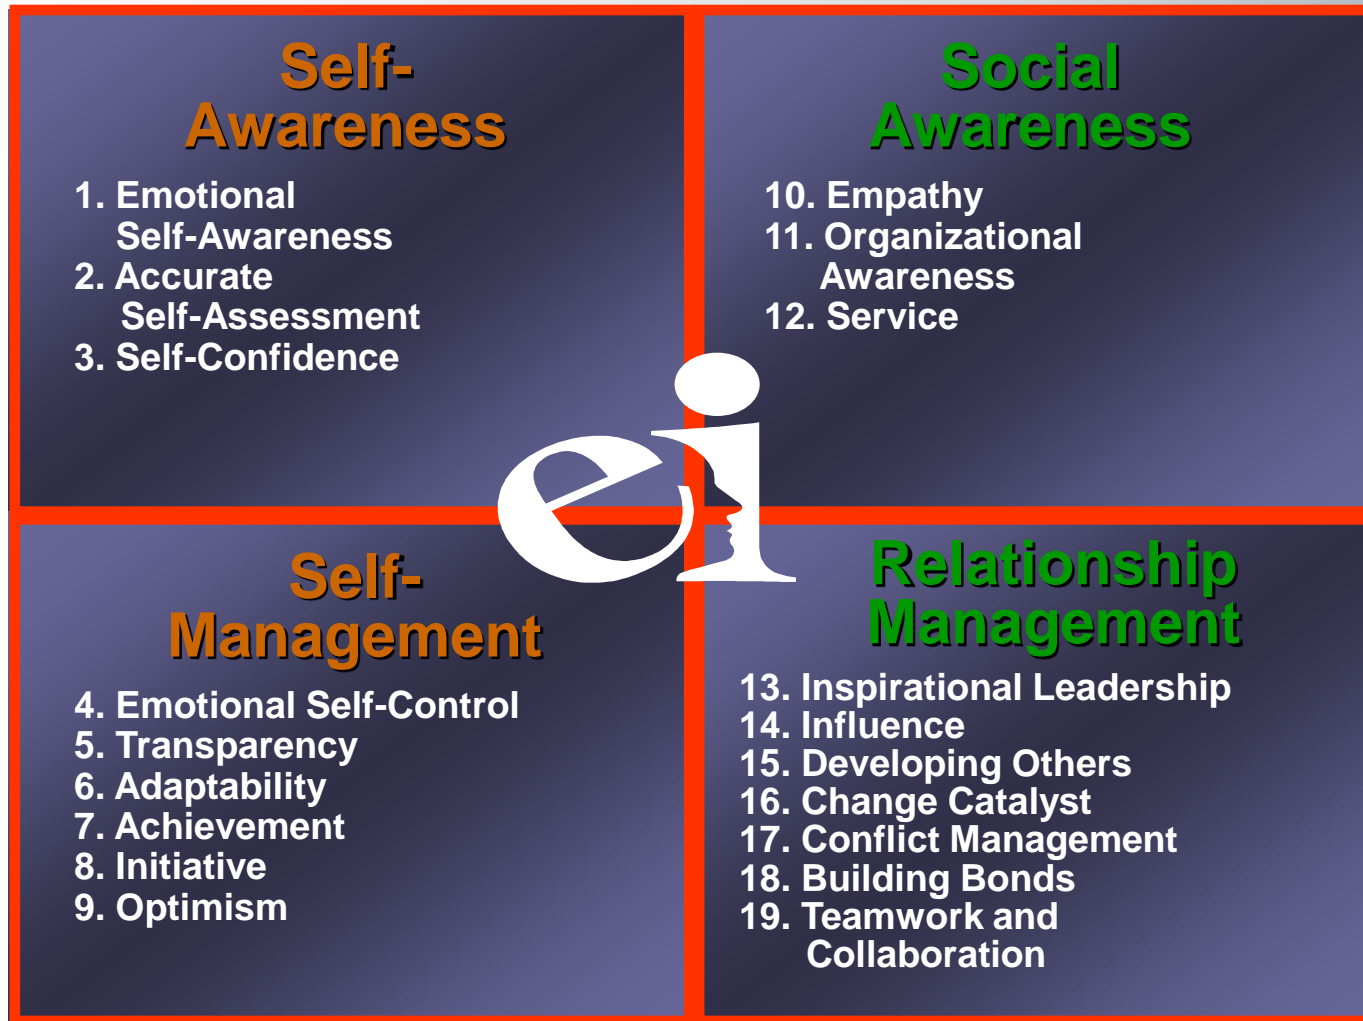 Self-
Awareness
1. Emotional
Self-Awareness
2. Accurate
Self-Assessment
3. Self-Confidence
Social
Awareness
10. Empathy
11. Organizational
Awareness
12. Service
ei
Self-
Management
4. Emotional Self-Control
5. Transparency
6. Adaptability
7. Achievement
8. Initiative
9. Optimism
Relationship
Management
13. Inspirational Leadership
14. Influence
15. Developing Others
16. Change Catalyst
17. Conflict Management
18. Building Bonds
19. Teamwork and
Collaboration